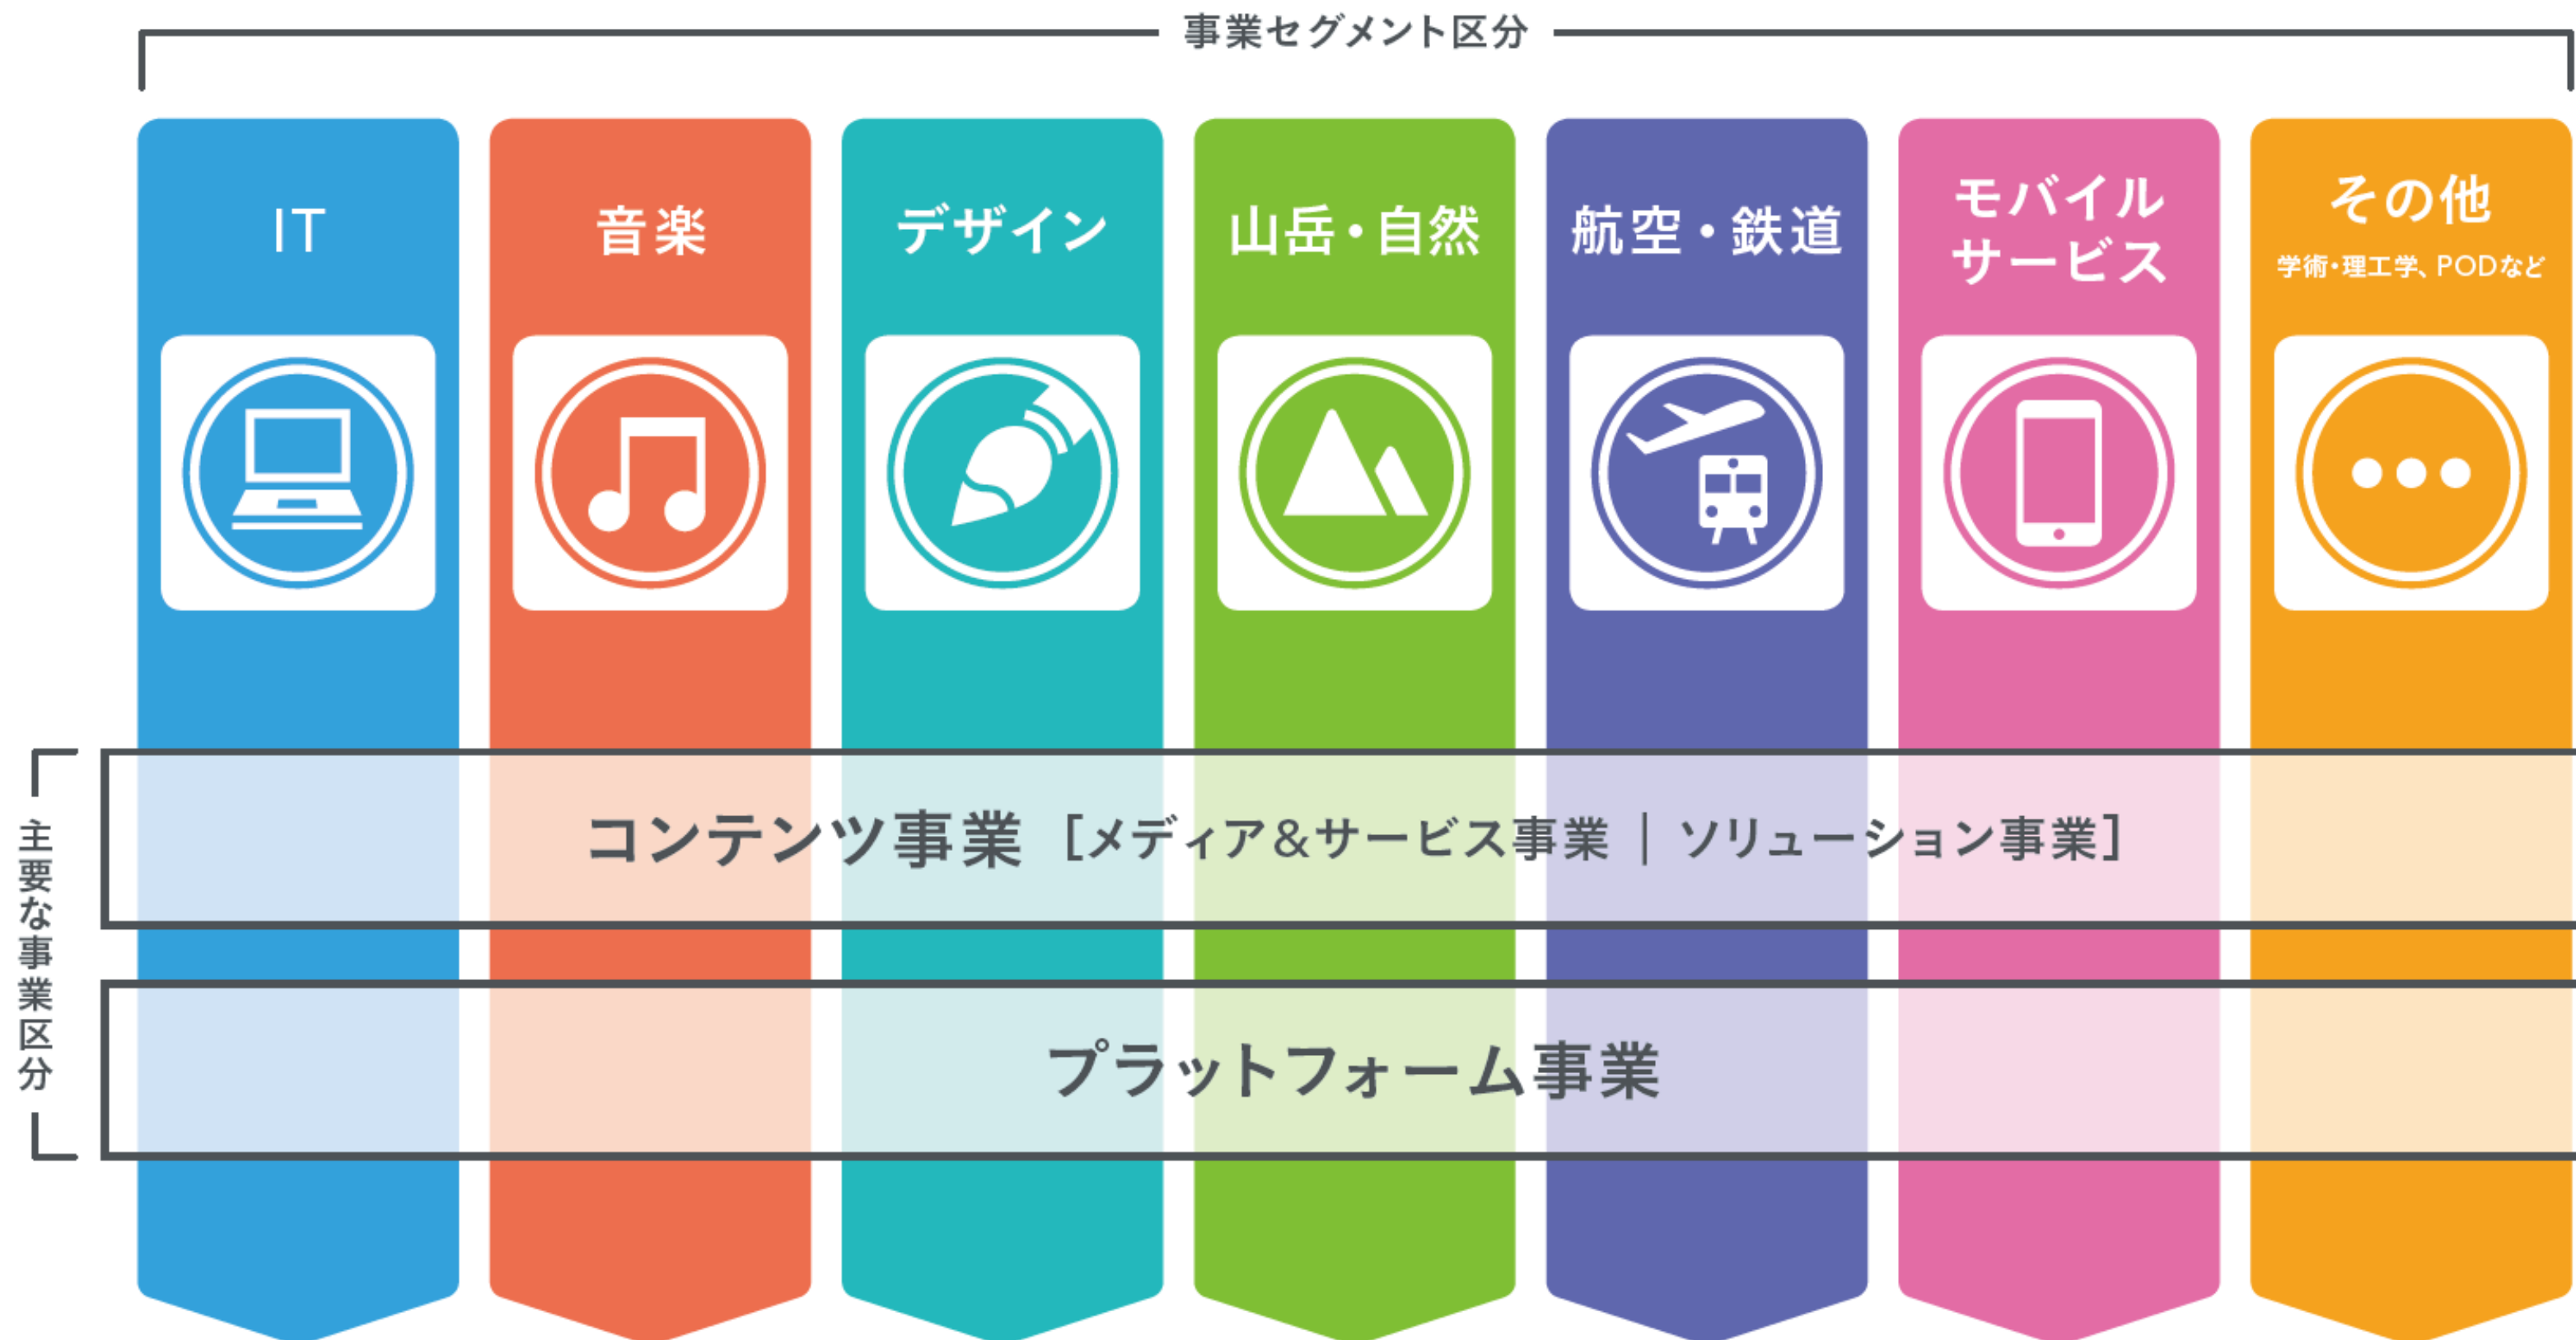 事業セグメント区分
IT
音楽
デザイン
山岳・自然
航空・鉄道
モバイル
サービス
その他
学術・理工学、PODなど
主要な事業区分
コンテンツ事業 [メディア&サービス事業 | ソリューション事業]
プラットフォーム事業